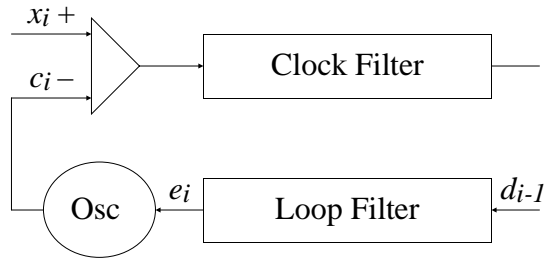 xi +
Clock Filter
ci −
Osc
ei
Loop Filter
di-1